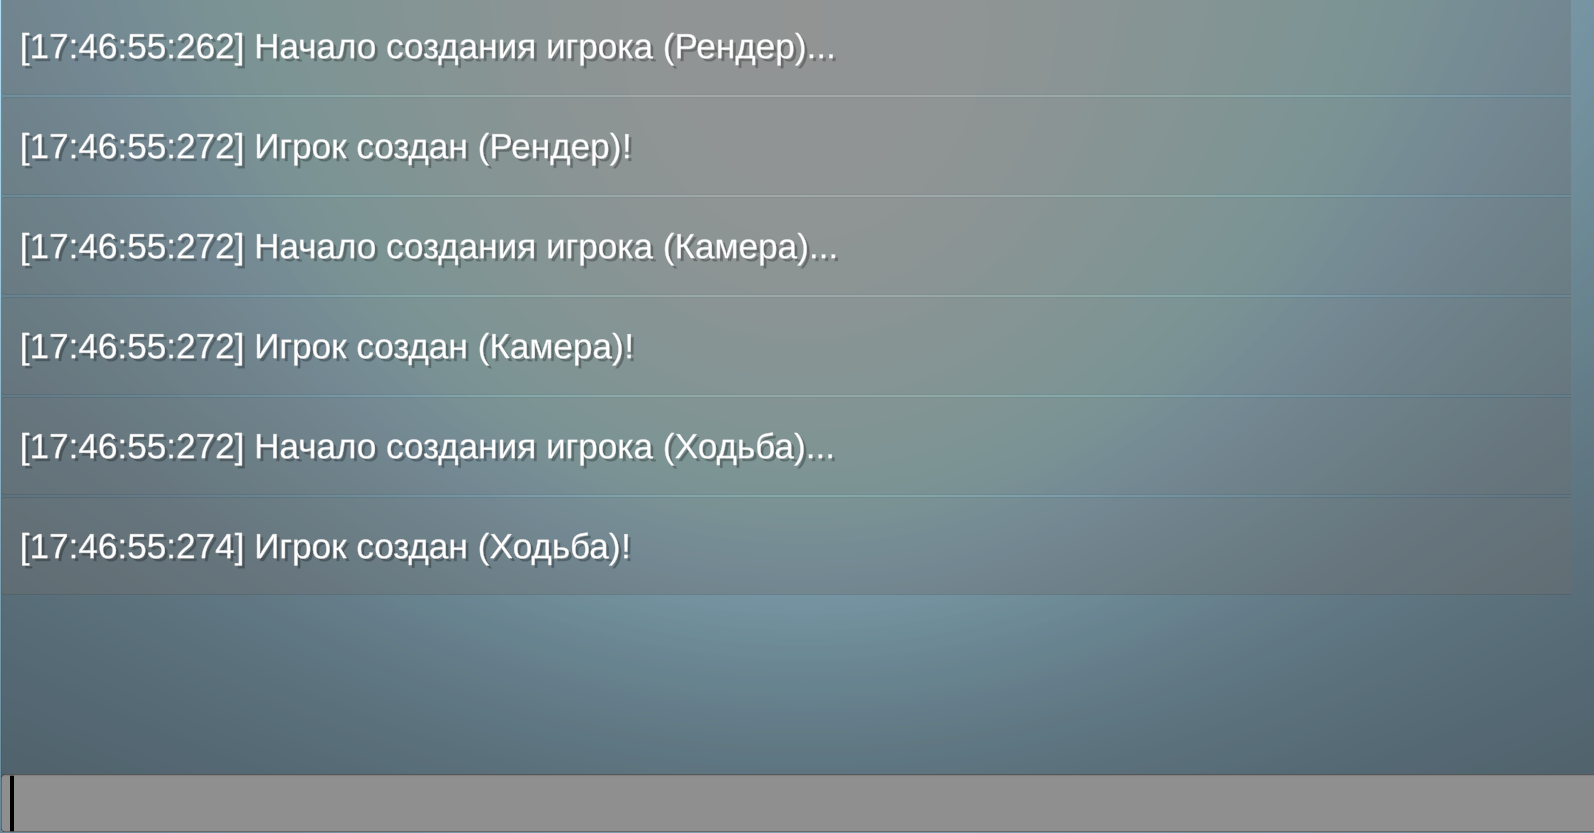 [17:46:55:262] Начало создания игрока (Рендер)...
[17:46:55:272] Игрок создан (Рендер)!
[17:46:55:272] Начало создания игрока (Камера)...
[17:46:55:272] Игрок создан (Камера)!
[17:46:55:272] Начало создания игрока (Ходьба)...
[17:46:55:274] Игрок создан (Ходьба)!